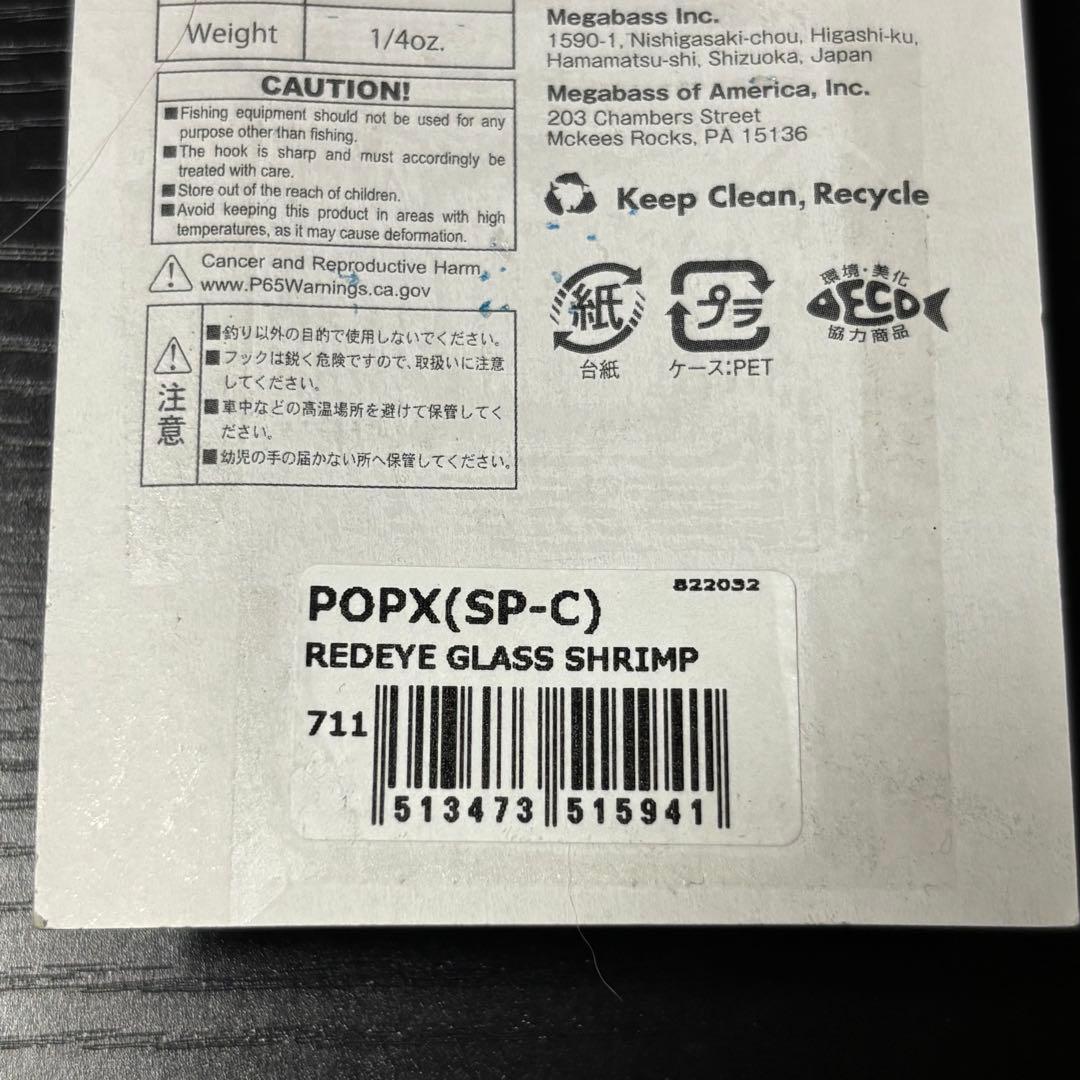 Weight 1/4oz.
CAUTION!
■Fishing equipment should not be used for any
purpose other than fishing.
■The hook is sharp and must accordingly be
treated with care.
■Store out of the reach of children.
■Avoid keeping this product in areas with high
temperatures, as it may cause deformation.
Cancer and Reproductive Harm
www.P65Warnings.ca.gov
注意
■釣り以外の目的で使用しないでください。
■フックは鋭く危険ですので、取扱いに注意
してください。
■車中などの高温場所を避けて保管してく
ださい。
■幼児の手の届かない所へ保管してください。
Megabass Inc.
1590-1, Nishigasaki-chou, Higashi-ku,
Hamamatsu-shi, Shizuoka, Japan
Megabass of America, Inc.
203 Chambers Street
Mckees Rocks, PA 15136
Keep Clean, Recycle
紙
台紙
プラ
ケース:PET
環境・美化
ECO
協力商品
822032
POPX(SP-C)
REDEYE GLASS SHRIMP
711
513473 515941